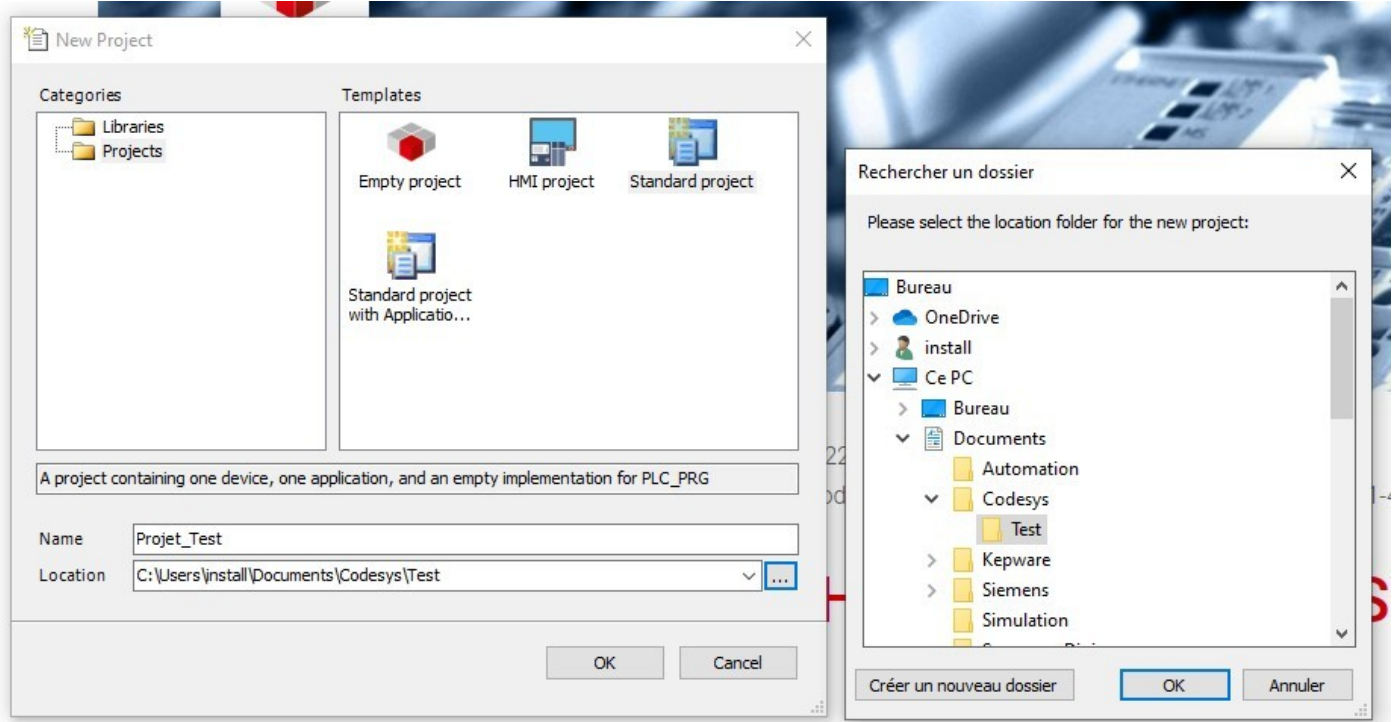 New Project
Categories
Templates
Libraries
Projects
Empty project
HMI project
Standard project
Standard project
with Applicatio...
A project containing one device, one application, and an empty implementation for PLC_PRG
Name
Projet_Test
Location
C:\Users\install\Documents\Codesys\Test
...
OK
Cancel
Rechercher un dossier
Please select the location folder for the new project:
Bureau
OneDrive
install
Ce PC
Bureau
Documents
Automation
Codesys
Test
Kepware
Siemens
Simulation
Créer un nouveau dossier
OK
Annuler